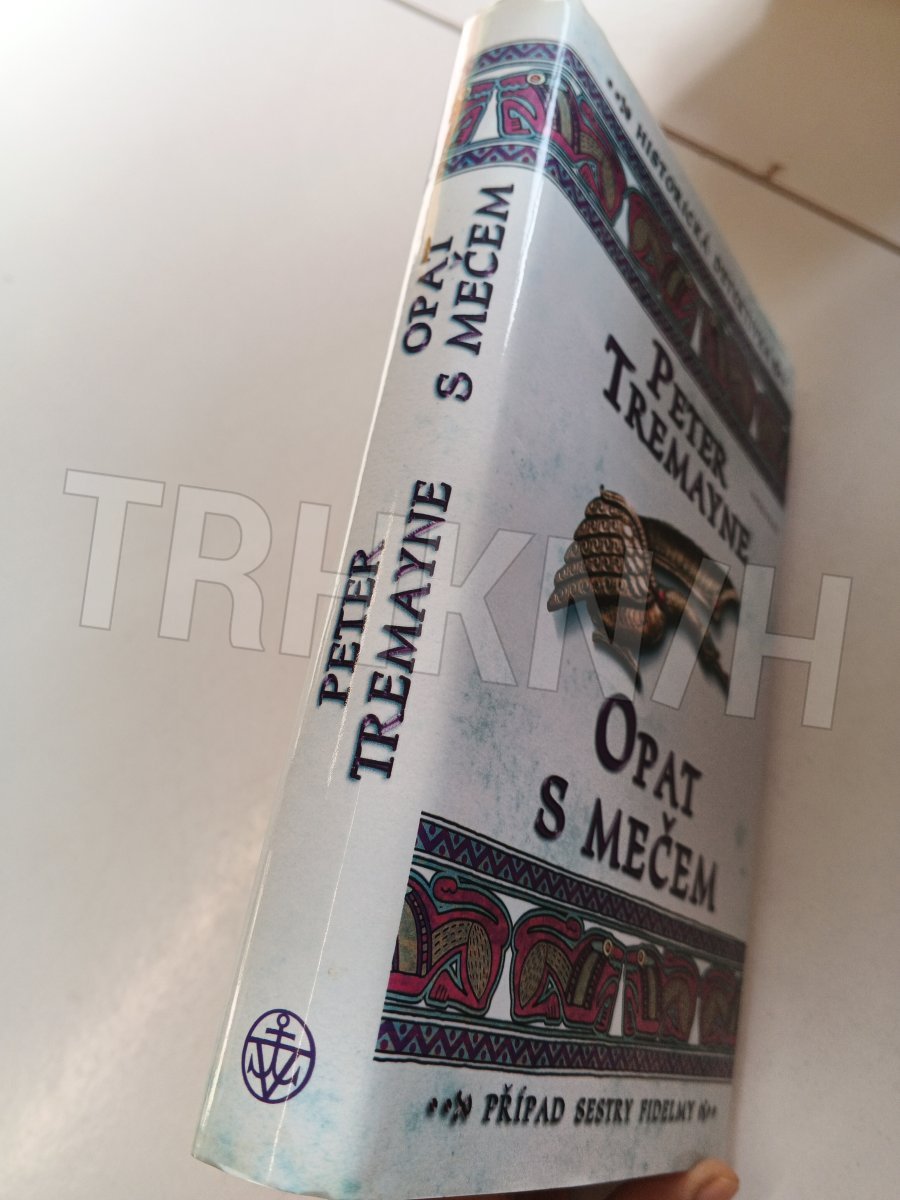 OPAT
S MEČEM
PETER
TREMAYNE
HISTORICKÁ DETEKTIVKA
PETER
TREMAYNE
OPAT
S MEČEM
PŘÍPAD SESTRY FIDELMY
TRHKNIH